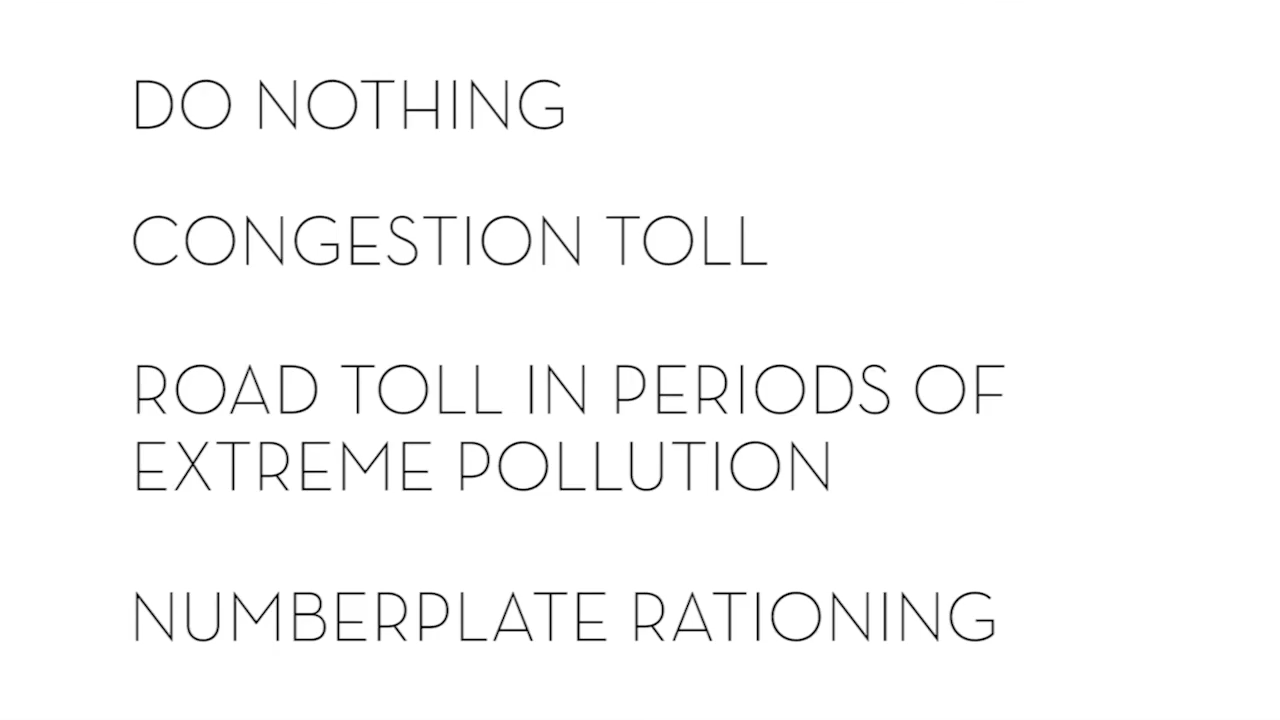 DO NOTHING
CONGESTION TOLL
ROAD TOLL IN PERIODS OF
EXTREME POLLUTION
NUMBERPLATE RATIONING